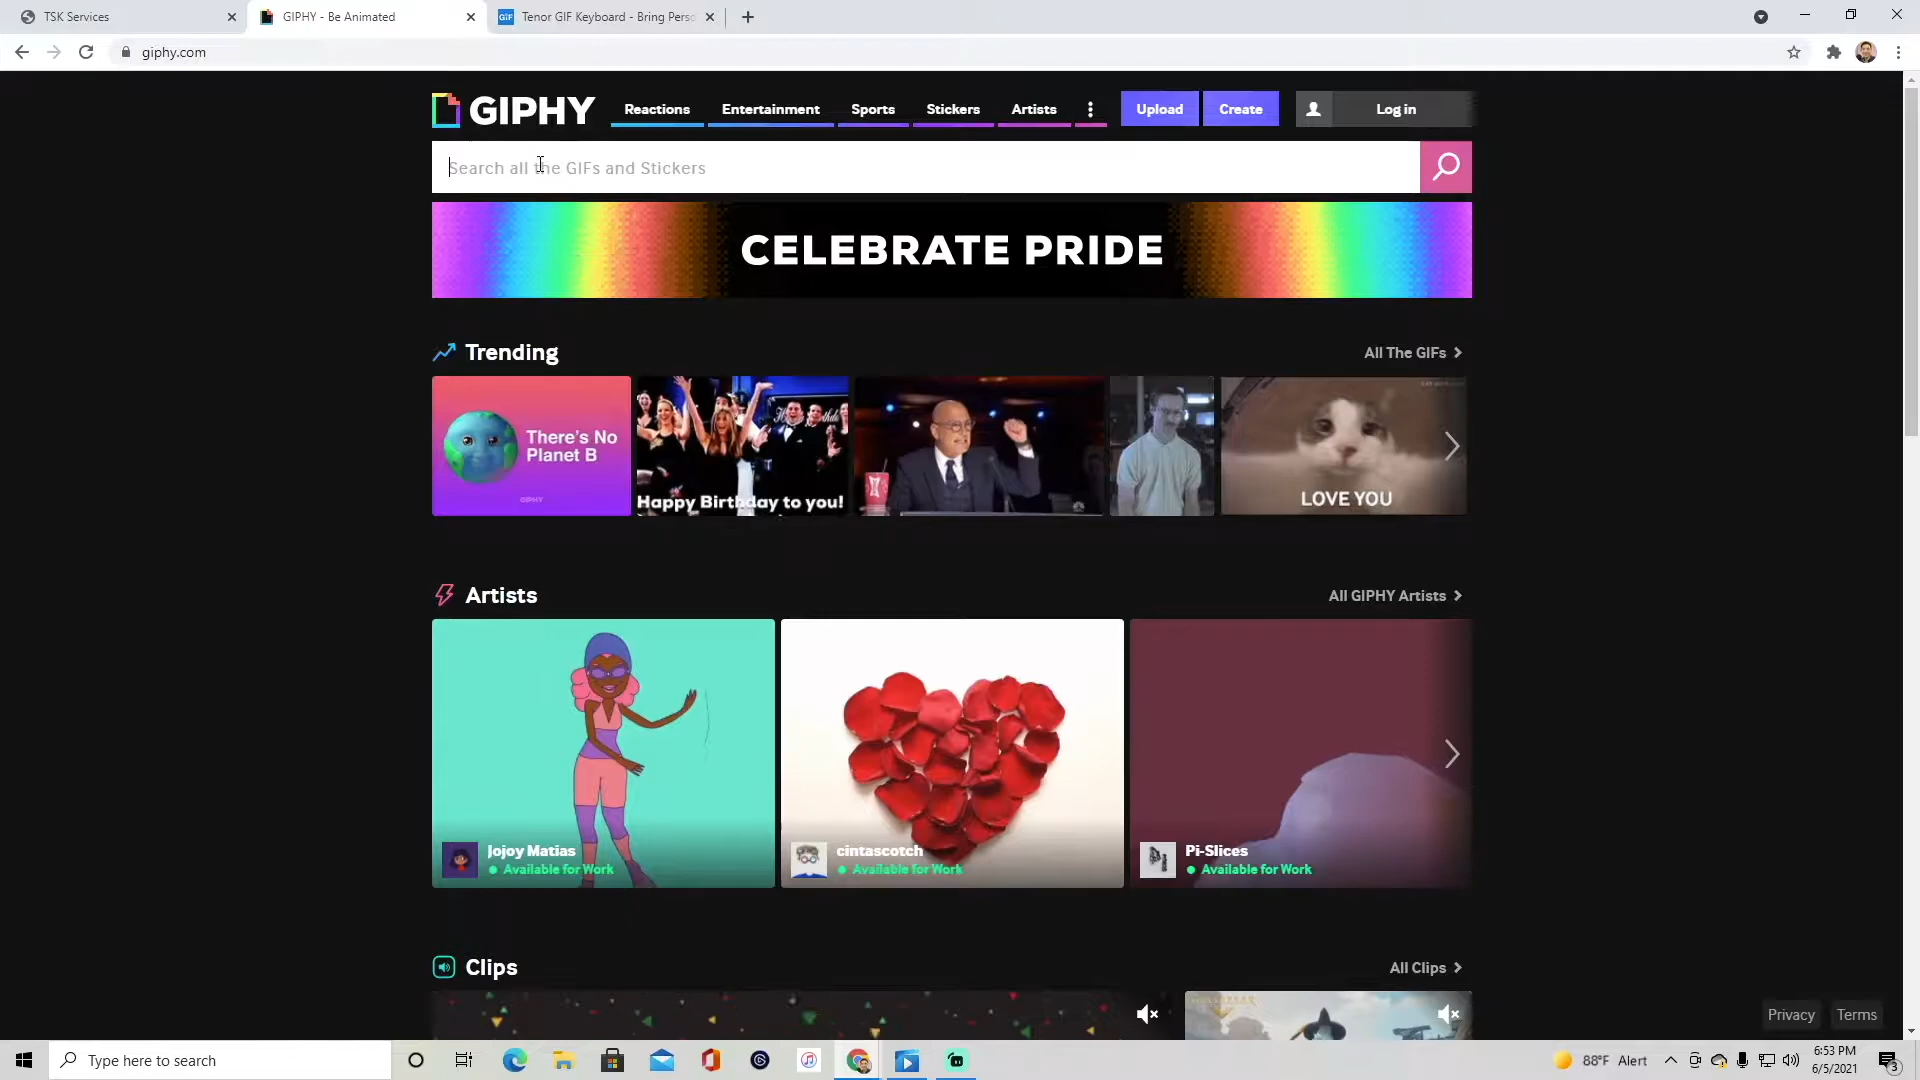 TSK Services
GIPHY - Be Animated
GIF
Tenor GIF Keyboard - Bring Perso
giphy.com
GIPHY
Reactions
Entertainment
Sports
Stickers
Artists
Upload
Create
Log in
Search all the GIFs and Stickers
CELEBRATE PRIDE
Trending
All The GIFs
There's No
Planet B
GIPHY
Happy Birthday to you!
LOVE YOU
Artists
All GIPHY Artists
Jojoy Matias
Available for Work
cintascotch
Available for Work
Pi-Slices
Available for Work
Clips
All Clips
Privacy
Terms
Type here to search
88°F Alert
6:53 PM
6/5/2021
3